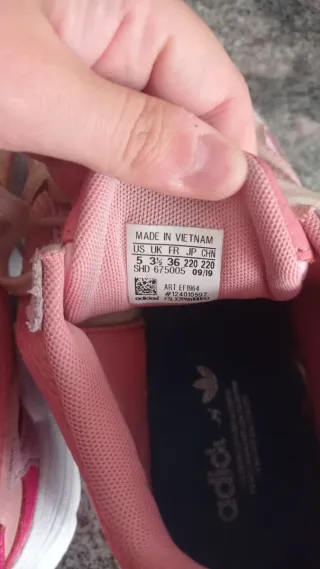 MADE IN VIETNAM
US UK FR JP CHN
5 3½ 36 220 220
SHD 675005 09/19
ART EF1964
#124010597
adidas
adidas